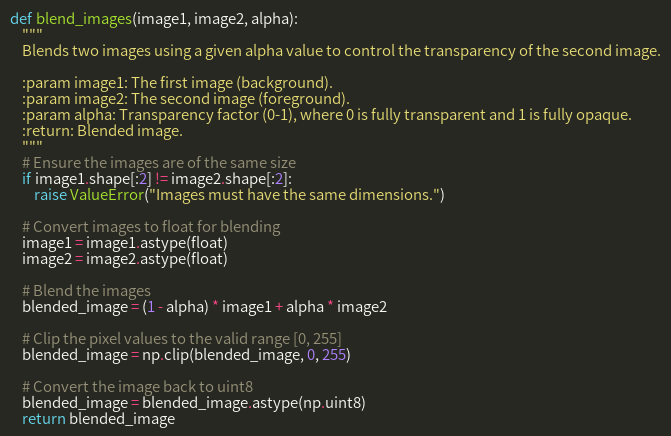 def blend_images(image1, image2, alpha):
    """
    Blends two images using a given alpha value to control the transparency of the second image.

    :param image1: The first image (background).
    :param image2: The second image (foreground).
    :param alpha: Transparency factor (0-1), where 0 is fully transparent and 1 is fully opaque.
    :return: Blended image.
    """
    # Ensure the images are of the same size
    if image1.shape[:2] != image2.shape[:2]:
        raise ValueError("Images must have the same dimensions.")

    # Convert images to float for blending
    image1 = image1.astype(float)
    image2 = image2.astype(float)

    # Blend the images
    blended_image = (1 - alpha) * image1 + alpha * image2

    # Clip the pixel values to the valid range [0, 255]
    blended_image = np.clip(blended_image, 0, 255)

    # Convert the image back to uint8
    blended_image = blended_image.astype(np.uint8)
    return blended_image